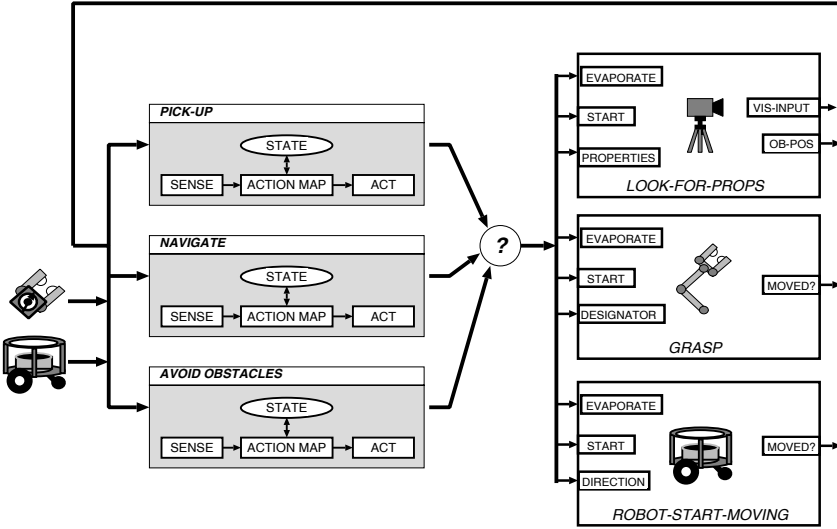 PICK-UP
STATE
SENSE
ACTION MAP
ACT
NAVIGATE
STATE
SENSE
ACTION MAP
ACT
AVOID OBSTACLES
STATE
SENSE
ACTION MAP
ACT
?
EVAPORATE
START
PROPERTIES
VIS-INPUT
OB-POS
LOOK-FOR-PROPS
EVAPORATE
START
DESIGNATOR
MOVED?
GRASP
EVAPORATE
START
DIRECTION
MOVED?
ROBOT-START-MOVING